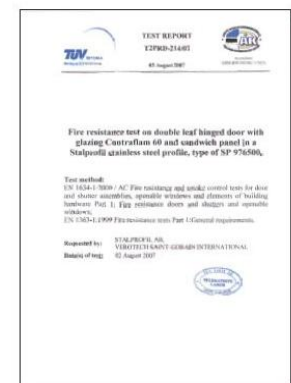 TEST REPORT
T2PRD-214/05
03 August 2007
TÜV
Fire resistance test on double leaf hinged door with
glazing Contraflam 60 and sandwich panel in a
Stalprofil stainless steel profile, type of SP 976500,
Test method:
EN 1634-1:2000 / AC Fire resistance and smoke control tests for door
and shutter assemblies, openable windows and elements of building
hardware Part 1: Fire resistance doors and shutters and openable
windows;
EN 1363-1:1999 Fire resistance tests Part 1:General requirements.
Requested by: STALPROFIL AB,
VETROTECH SAINT-GOBAIN INTERNATIONAL
Date(s) of test: 02 August 2007